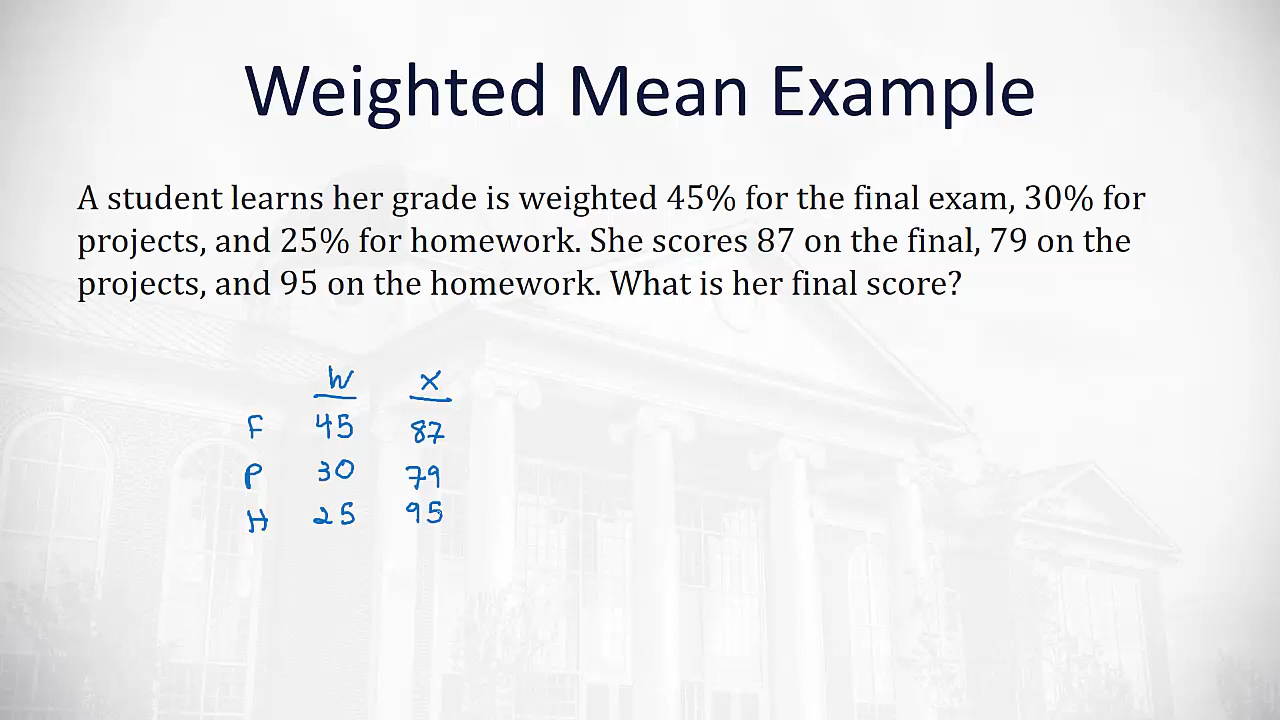 Weighted Mean Example
A student learns her grade is weighted 45% for the final exam, 30% for
projects, and 25% for homework. She scores 87 on the final, 79 on the
projects, and 95 on the homework. What is her final score?
W X
F 45 87
P 30 79
H 25 95